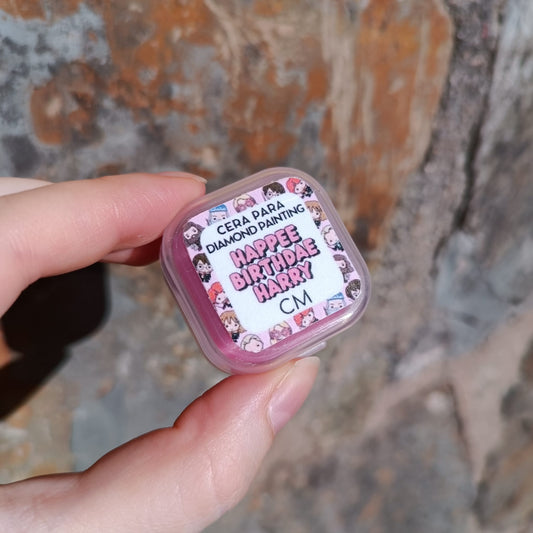 CERA PARA
DIAMOND PAINTING
HAPPEE
BIRTHDAE
HARRY
CM